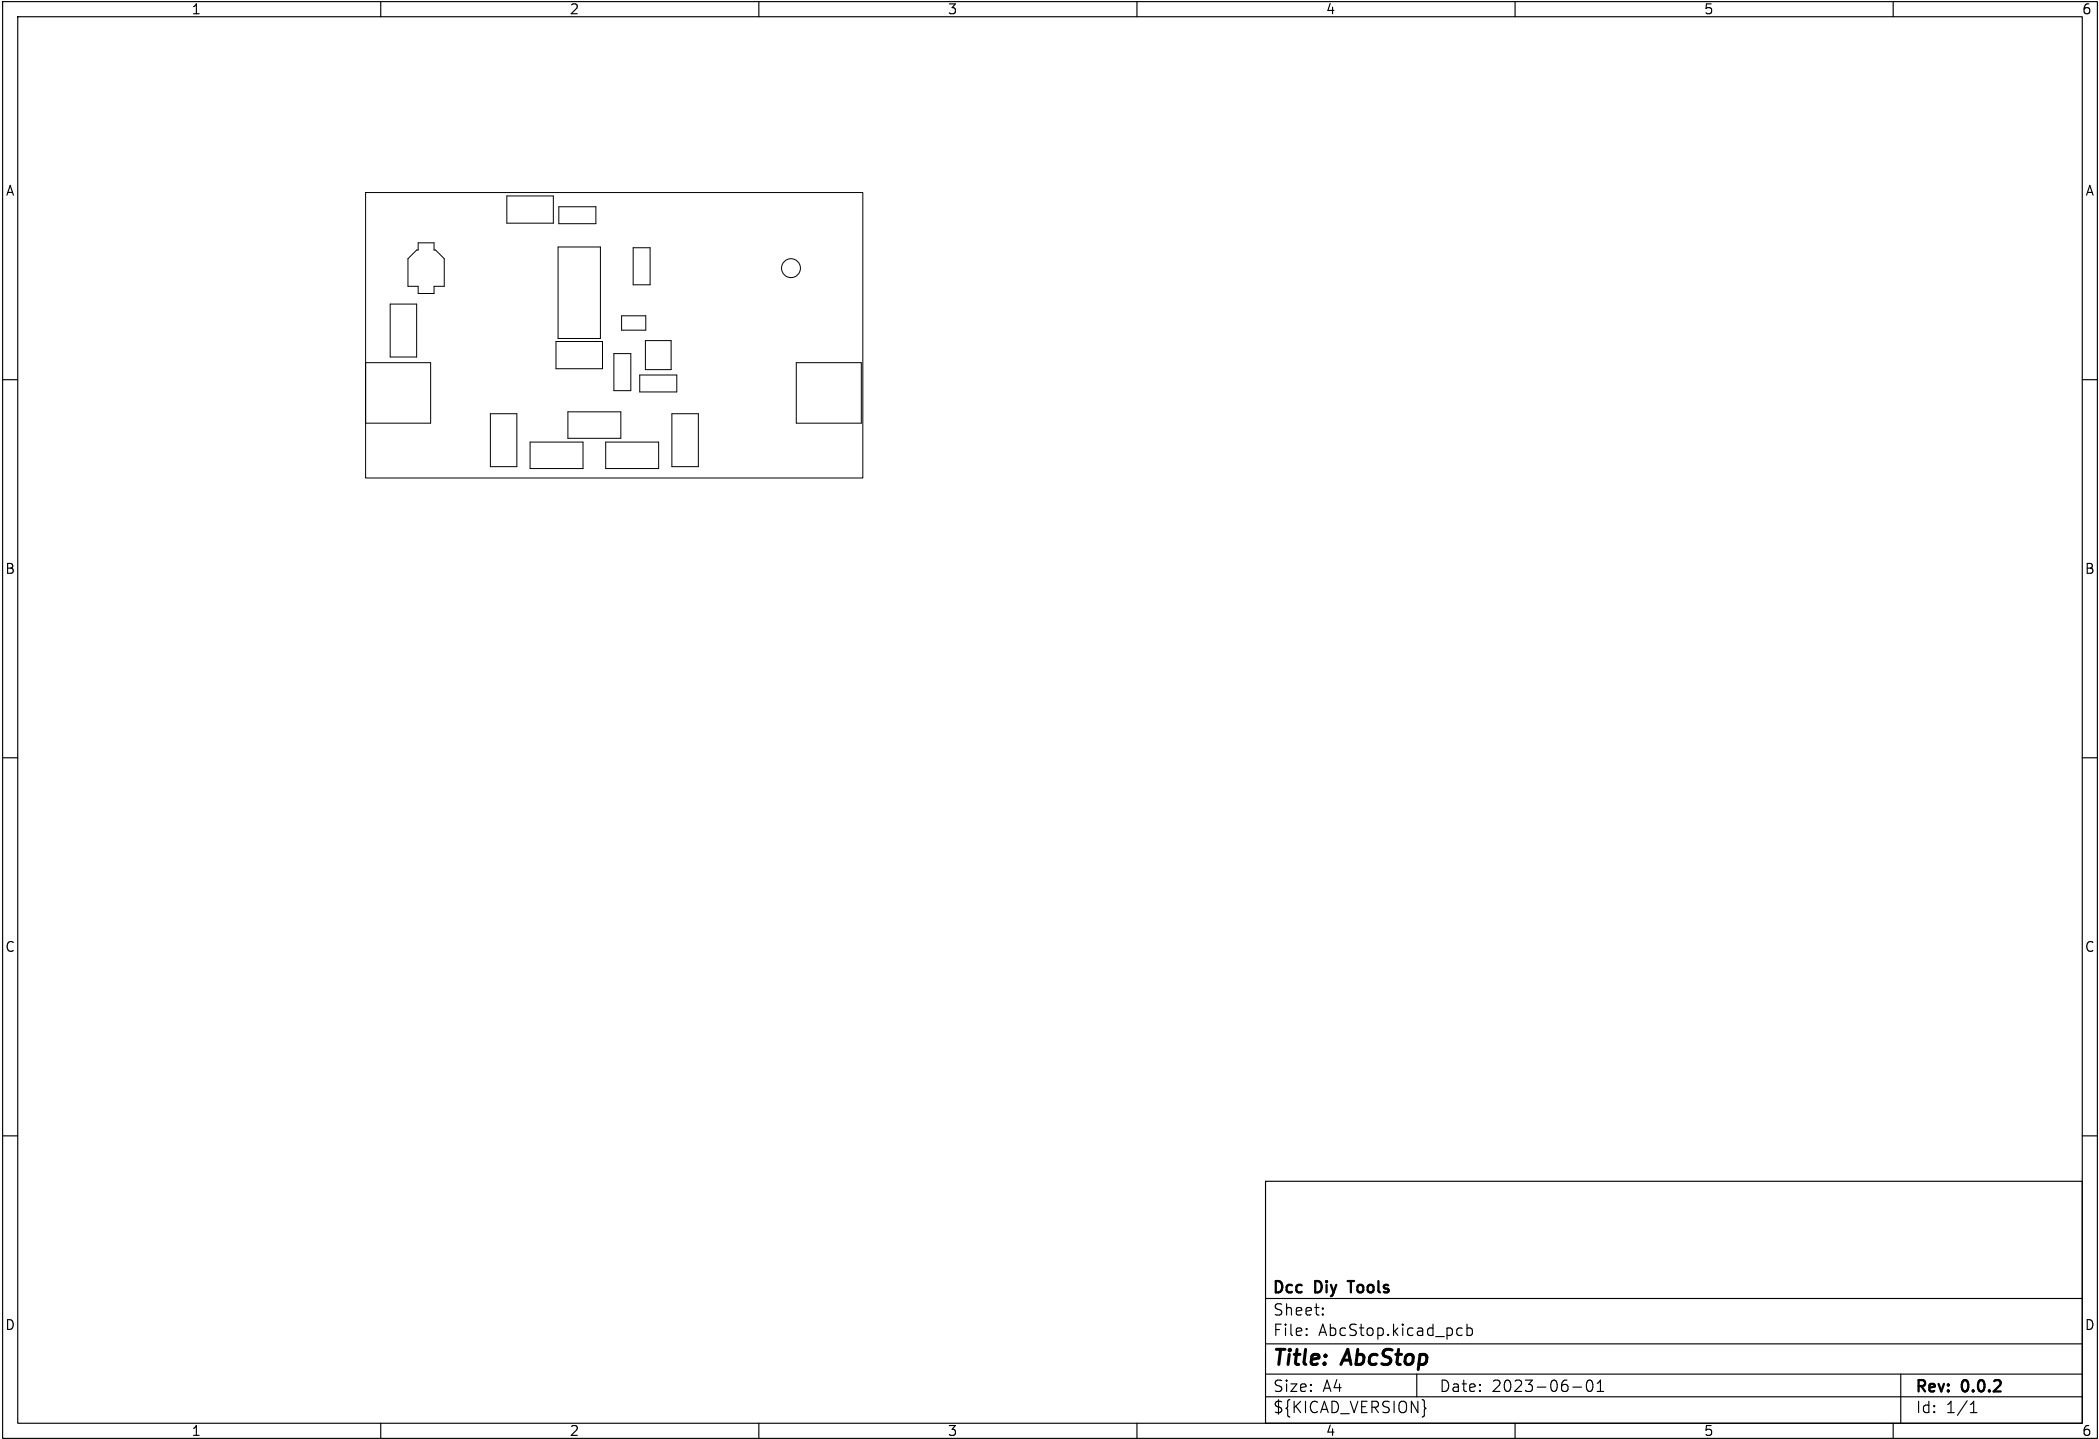 1 2 3 4 5 6
A A
B B
C C
Dcc Diy Tools
Sheet:
File: AbcStop.kicad_pcb
D D
Title: AbcStop
Size: A4 Date: 2023-06-01 Rev: 0.0.2
${KICAD_VERSION} Id: 1/1
1 2 3 4 5 6